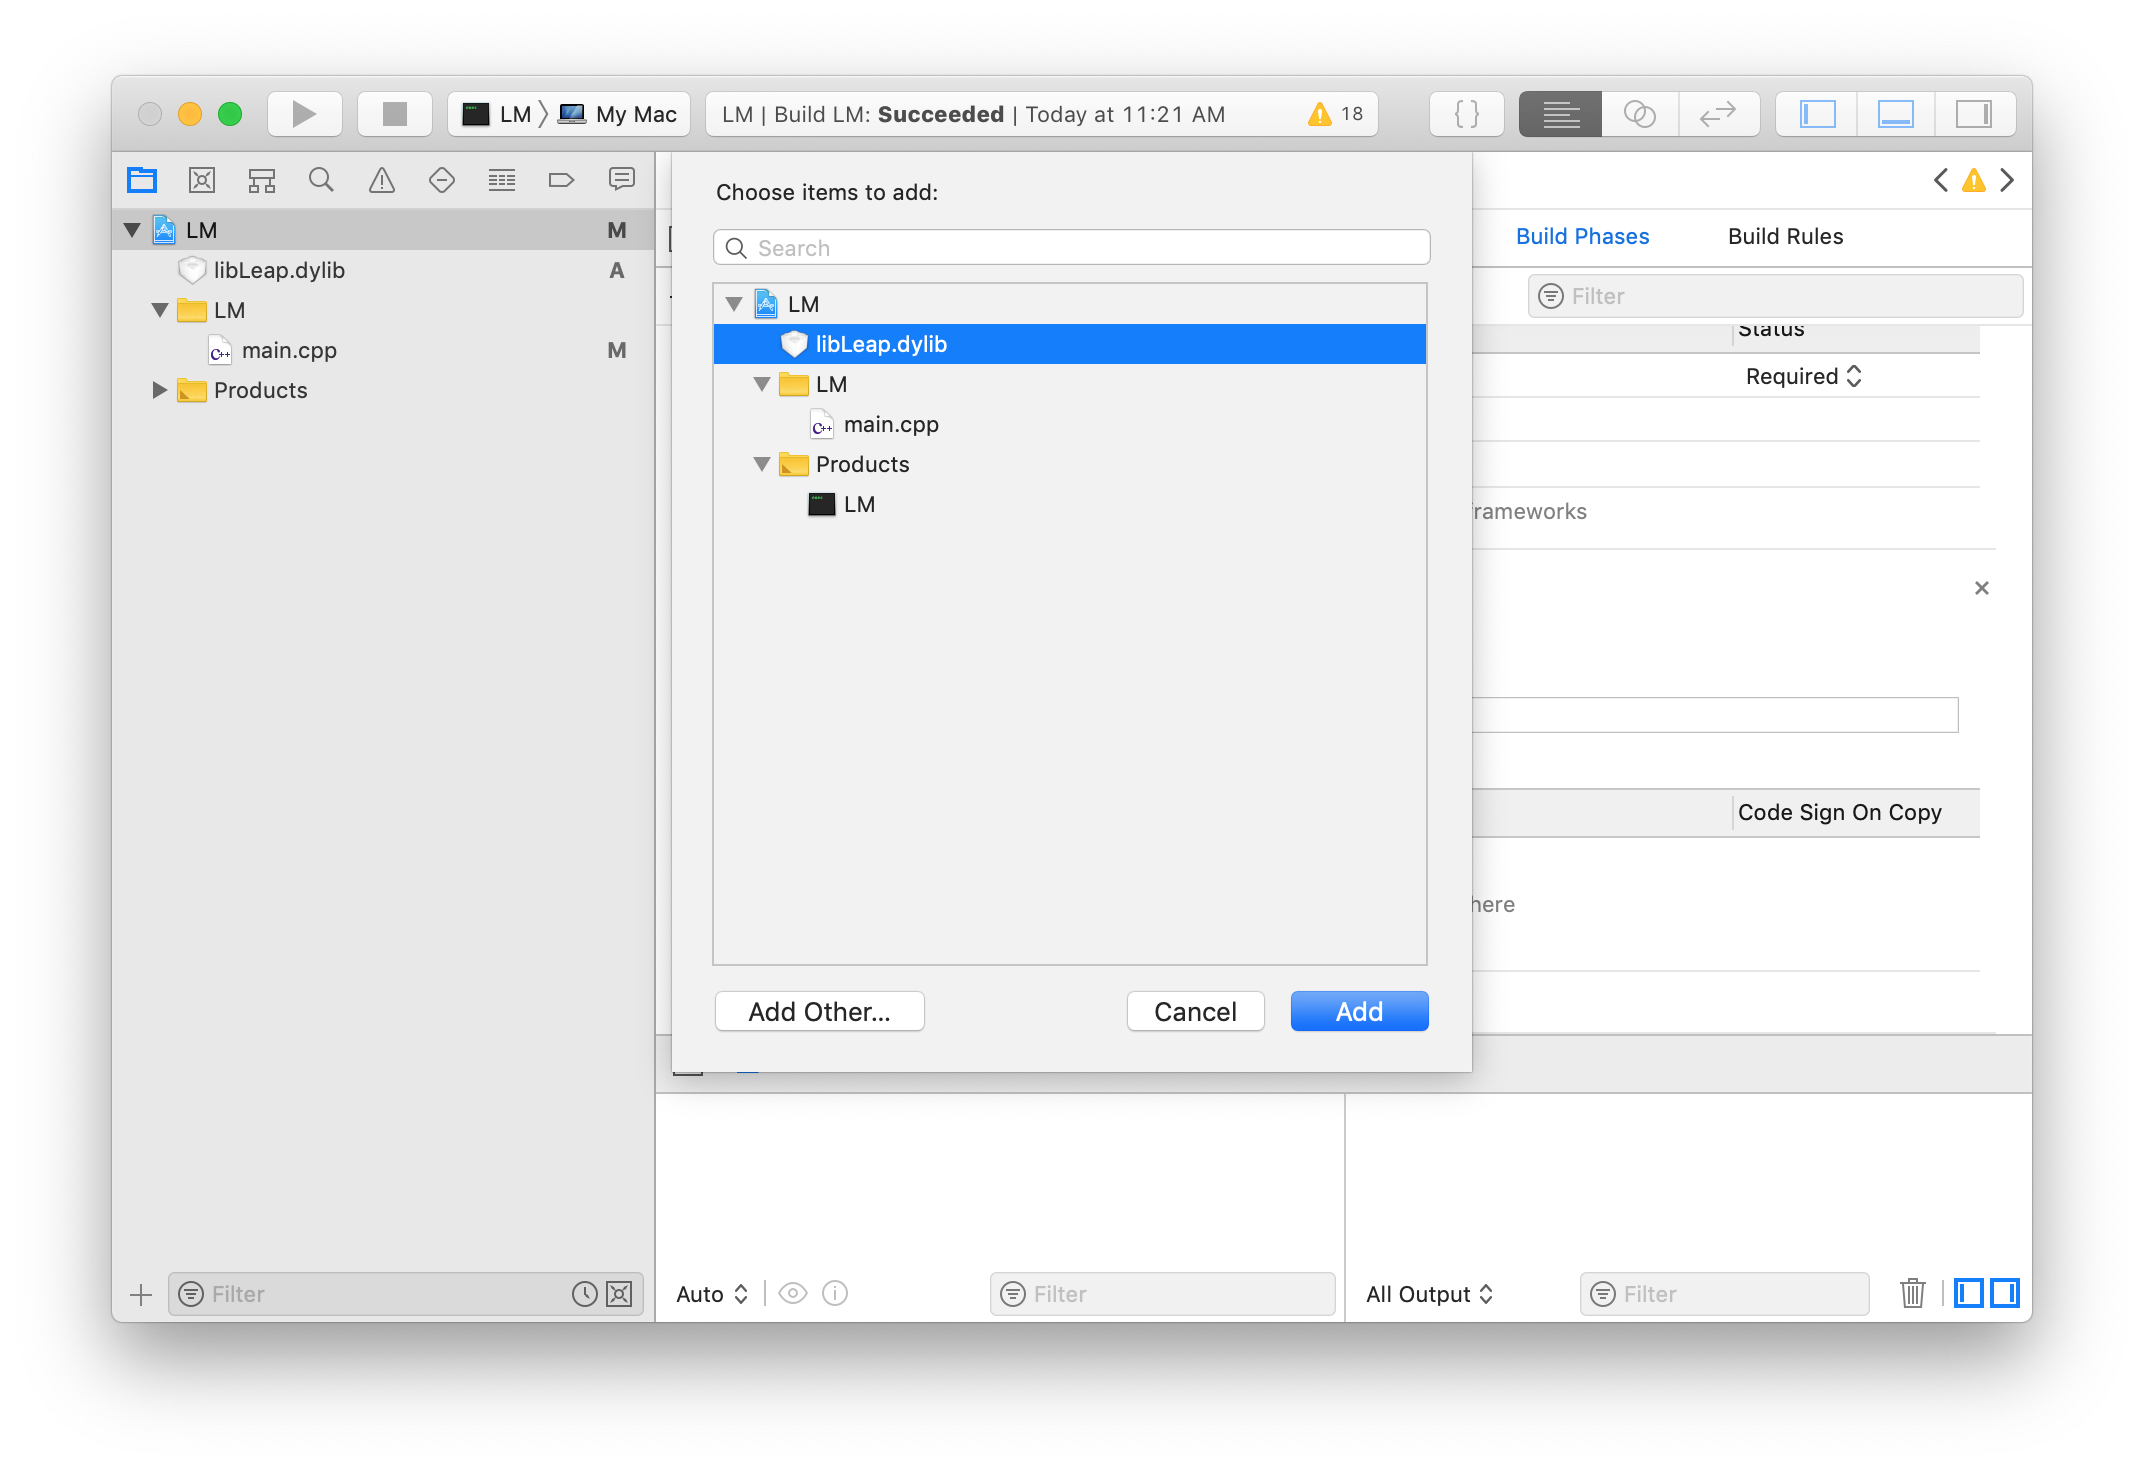 LM 〉 My Mac
LM | Build LM: Succeeded | Today at 11:21 AM
18
{ }
LM M
libLeap.dylib A
LM
main.cpp M
Products
Choose items to add:
Search
LM
libLeap.dylib
LM
main.cpp
Products
LM
Add Other...
Cancel
Add
Build Phases
Build Rules
Filter
Status
Required
frameworks
Code Sign On Copy
here
Filter
Auto
Filter
All Output
Filter